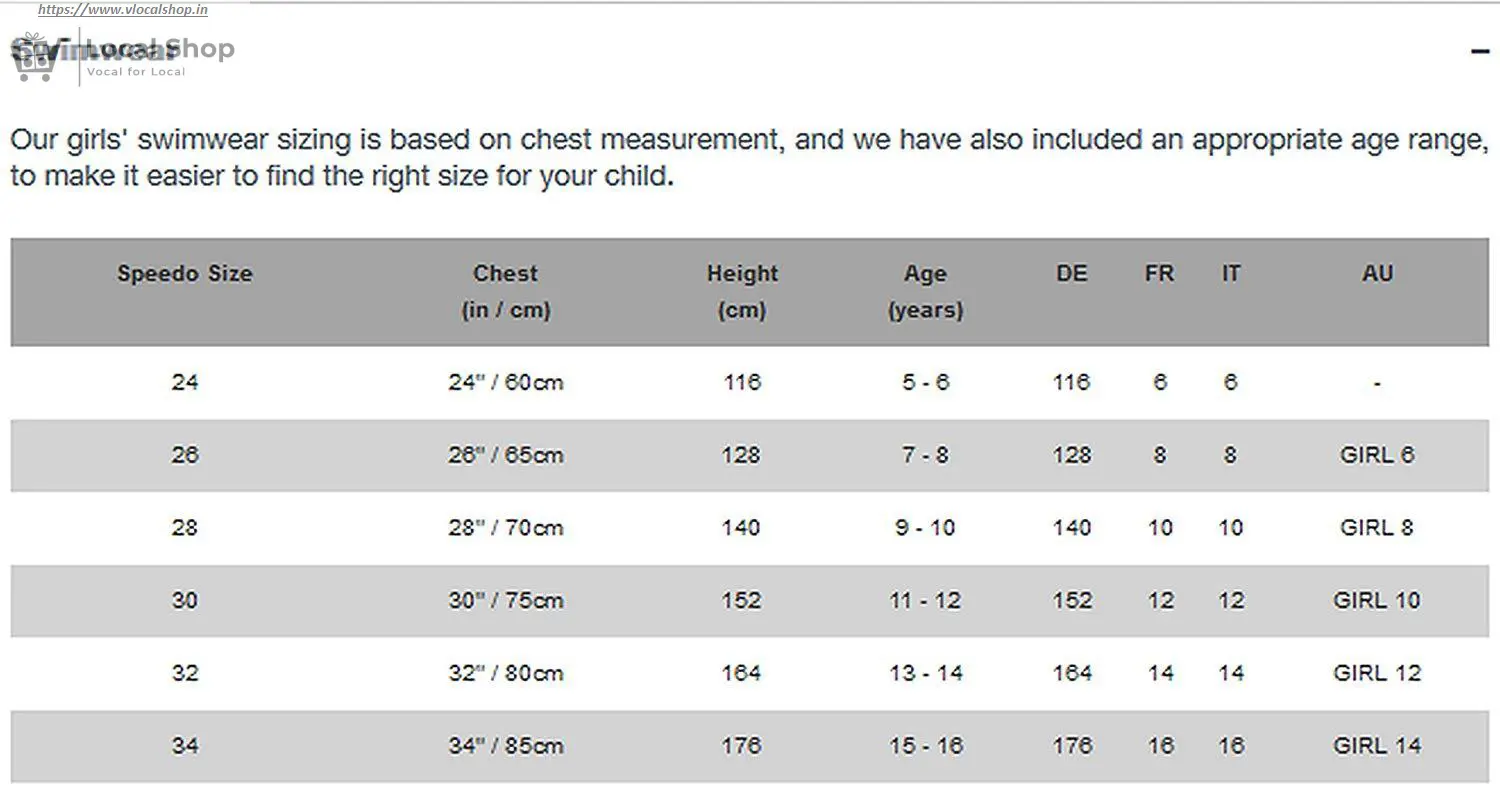 https://www.vlocalshop.in
Swimwear
LocalShop
Vocal for Local
Our girls' swimwear sizing is based on chest measurement, and we have also included an appropriate age range,
to make it easier to find the right size for your child.
Speedo Size Chest Height Age DE FR IT AU
(in / cm) (cm) (years)
24 24" / 60cm 116 5 - 6 116 6 6 -
26 26" / 65cm 128 7 - 8 128 8 8 GIRL 6
28 28" / 70cm 140 9 - 10 140 10 10 GIRL 8
30 30" / 75cm 152 11 - 12 152 12 12 GIRL 10
32 32" / 80cm 164 13 - 14 164 14 14 GIRL 12
34 34" / 85cm 176 15 - 16 176 16 16 GIRL 14